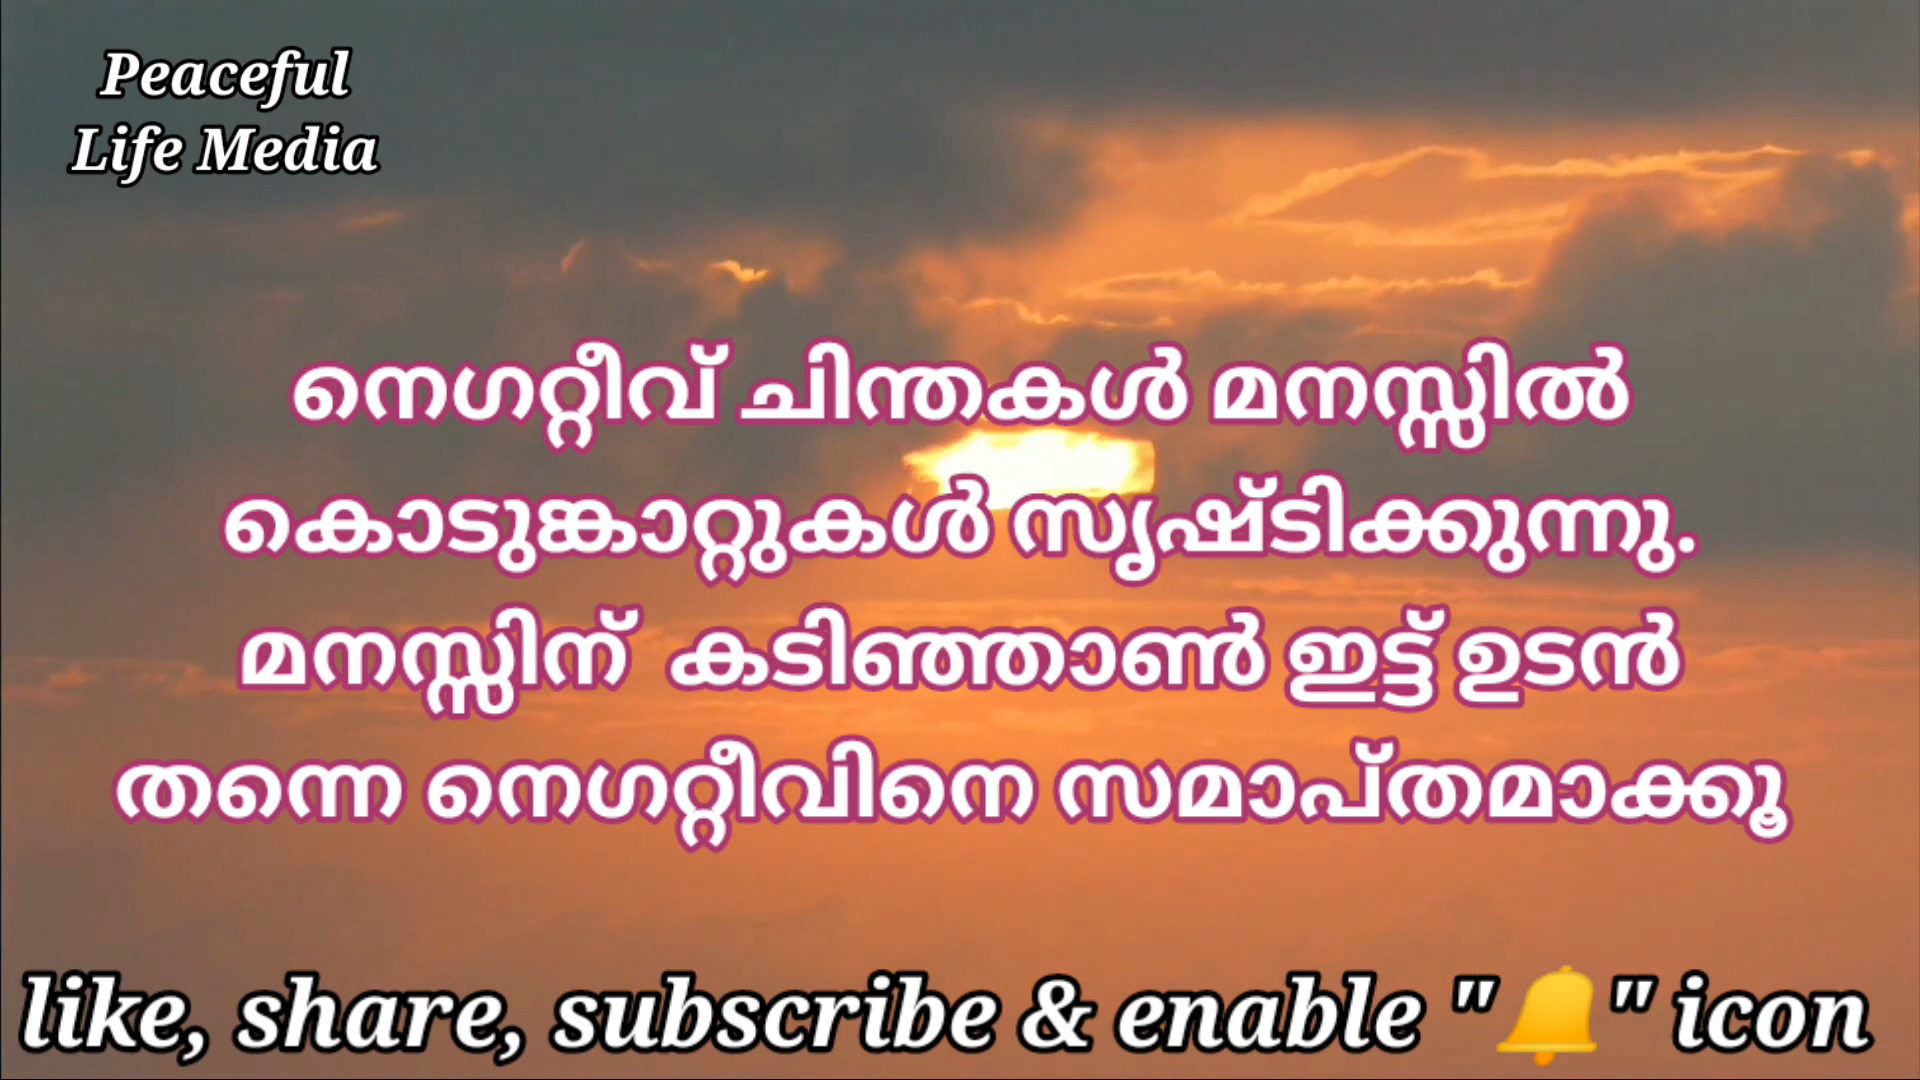 Peaceful
Life Media
നെഗറ്റീവ് ചിന്തകൾ മനസ്സിൽ
കൊടുങ്കാറ്റുകൾ സൃഷ്ടിക്കുന്നു.
മനസ്സിന് കടിഞ്ഞാൺ ഇട്ട് ഉടൻ
തന്നെ നെഗറ്റീവിനെ സമാപ്തമാക്കൂ
like, share, subscribe & enable "🔔" icon